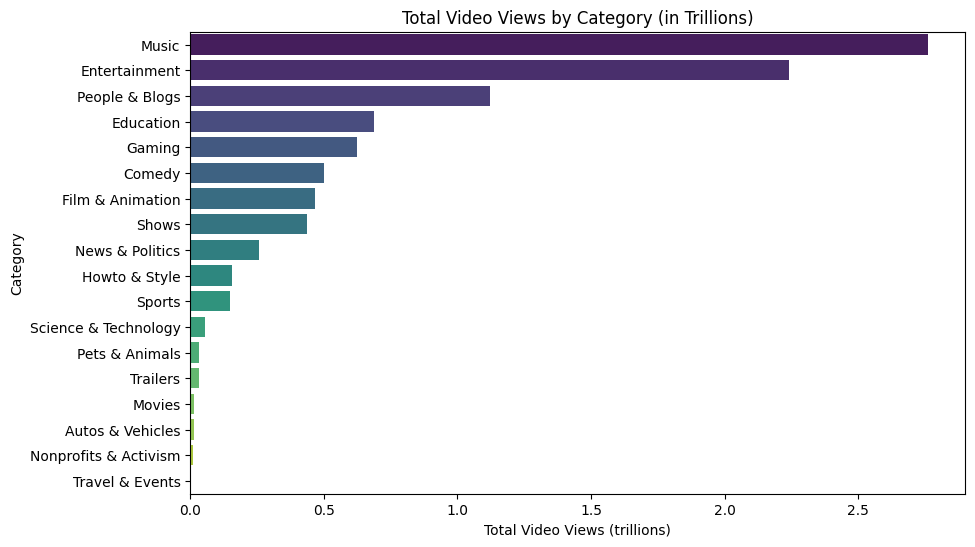 Total Video Views by Category (in Trillions)
Category
Music
Entertainment
People & Blogs
Education
Gaming
Comedy
Film & Animation
Shows
News & Politics
Howto & Style
Sports
Science & Technology
Pets & Animals
Trailers
Movies
Autos & Vehicles
Nonprofits & Activism
Travel & Events
0.0 0.5 1.0 1.5 2.0 2.5
Total Video Views (trillions)